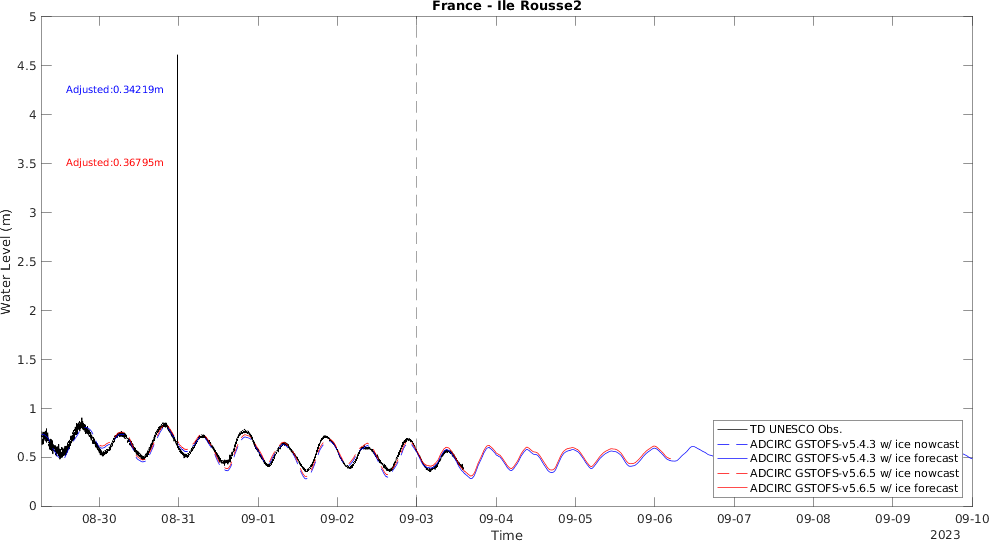 France - Ile Rousse2
5
4.5
4
3.5
3
2.5
2
1.5
1
0.5
0
Water Level (m)
Adjusted:0.34219m
Adjusted:0.36795m
TD UNESCO Obs.
ADCIRC GSTOFS-v5.4.3 w/ ice nowcast
ADCIRC GSTOFS-v5.4.3 w/ ice forecast
ADCIRC GSTOFS-v5.6.5 w/ ice nowcast
ADCIRC GSTOFS-v5.6.5 w/ ice forecast
08-30 08-31 09-01 09-02 09-03 09-04 09-05 09-06 09-07 09-08 09-09 09-10
Time
2023